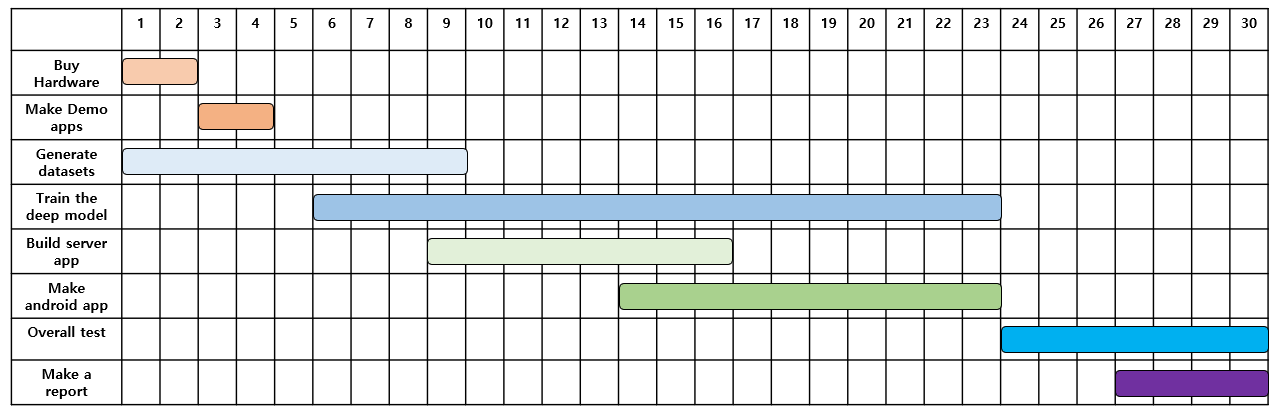 1 2 3 4 5 6 7 8 9 10 11 12 13 14 15 16 17 18 19 20 21 22 23 24 25 26 27 28 29 30
Buy
Hardware
Make Demo
apps
Generate
datasets
Train the
deep model
Build server
app
Make
android app
Overall test
Make a
report